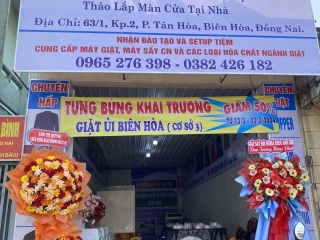 Tháo Lắp Màn Cửa Tại Nhà
Địa Chỉ: 63/1, Kp.2, P. Tân Hòa, Biên Hòa, Đồng Nai.
NHẬN ĐÀO TẠO VÀ SETUP TIỆM
CUNG CẤP MÁY GIẶT, MÁY SẤY CN VÀ CÁC LOẠI HÓA CHẤT NGÀNH GIẶT
0965 276 398 - 0382 426 182
CHUYÊN
HẤP
TƯNG BỪNG KHAI TRƯƠNG GIẢM 50%
GIẶT ỦI BIÊN HÒA (CƠ SỞ 3)
CHUYÊN
BÌNH